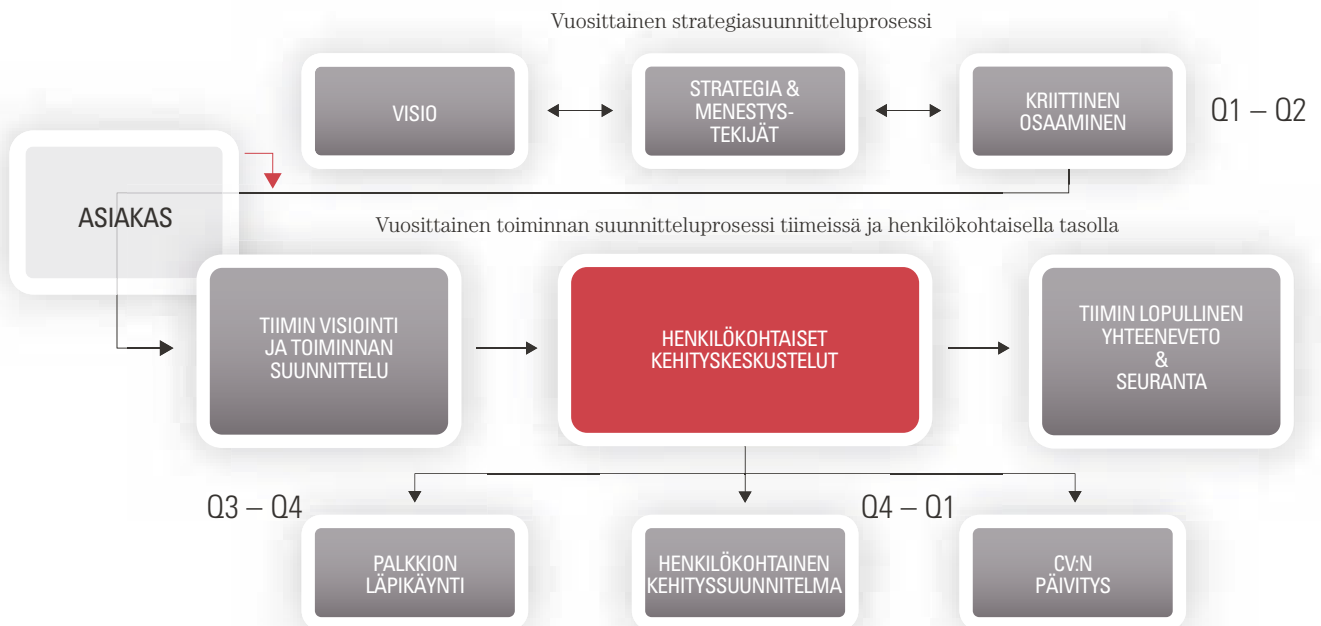 Vuosittainen strategiasuunnitteluprosessi
VISIO
STRATEGIA &
MENESTYS-
TEKIJÄT
KRIITTINEN
OSAAMINEN
Q1 – Q2
ASIAKAS
Vuosittainen toiminnan suunnitteluprosessi tiimeissä ja henkilökohtaisella tasolla
TIIMIN VISIOINTI
JA TOIMINNAN
SUUNNITTELU
HENKILÖKOHTAISET
KEHITYSKESKUSTELUT
TIIMIN LOPULLINEN
YHTEENEVETO
&
SEURANTA
Q3 – Q4
Q4 – Q1
PALKKION
LÄPIKÄYNTI
HENKILÖKOHTAINEN
KEHITYSSUUNNITELMA
CV:N
PÄIVITYS